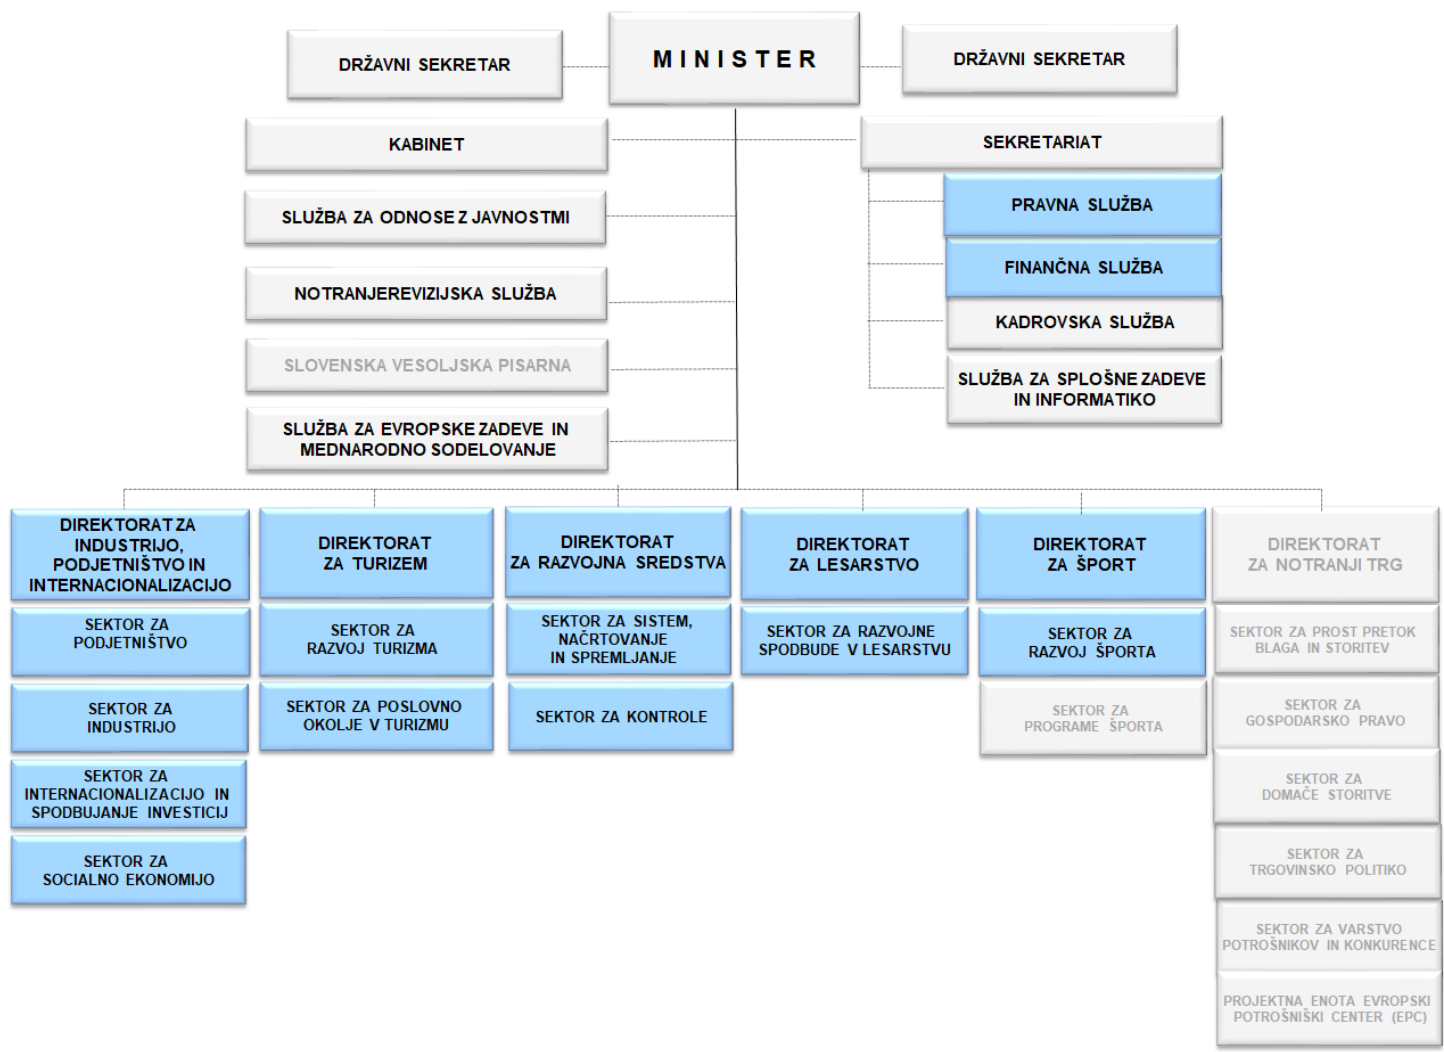 DRŽAVNI SEKRETAR
MINISTER
DRŽAVNI SEKRETAR
KABINET
SEKRETARIAT
SLUŽBA ZA ODNOSE Z JAVNOSTMI
NOTRANJEREVIZIJSKA SLUŽBA
SLOVENSKA VESOLJSKA PISARNA
SLUŽBA ZA EVROPSKE ZADEVE IN
MEDNARODNO SODELOVANJE
PRAVNA SLUŽBA
FINANČNA SLUŽBA
KADROVSKA SLUŽBA
SLUŽBA ZA SPLOŠNE ZADEVE
IN INFORMATIKO
DIREKTORAT ZA
INDUSTRIJO,
PODJETNIŠTVO IN
INTERNACIONALIZACIJO
SEKTOR ZA
PODJETNIŠTVO
SEKTOR ZA
INDUSTRIJO
SEKTOR ZA
INTERNACIONALIZACIJO IN
SPODBUJANJE INVESTICIJ
SEKTOR ZA
SOCIALNO EKONOMIJO
DIREKTORAT
ZA TURIZEM
SEKTOR ZA
RAZVOJ TURIZMA
SEKTOR ZA POSLOVNO
OKOLJE V TURIZMU
DIREKTORAT
ZA RAZVOJNA SREDSTVA
SEKTOR ZA SISTEM,
NAČRTOVANJE
IN SPREMLJANJE
SEKTOR ZA KONTROLE
DIREKTORAT
ZA LESARSTVO
SEKTOR ZA RAZVOJNE
SPODBUDE V LESARSTVU
DIREKTORAT
ZA ŠPORT
SEKTOR ZA
RAZVOJ ŠPORTA
SEKTOR ZA
PROGRAME ŠPORTA
DIREKTORAT
ZA NOTRANJI TRG
SEKTOR ZA PROST PRETOK
BLAGA IN STORITEV
SEKTOR ZA
GOSPODARSKO PRAVO
SEKTOR ZA
DOMAČE STORITVE
SEKTOR ZA
TRGOVINSKO POLITIKO
SEKTOR ZA VARSTVO
POTROŠNIKOV IN KONKURENCE
PROJEKTNA ENOTA EVROPSKI
POTROŠNIŠKI CENTER (EPC)